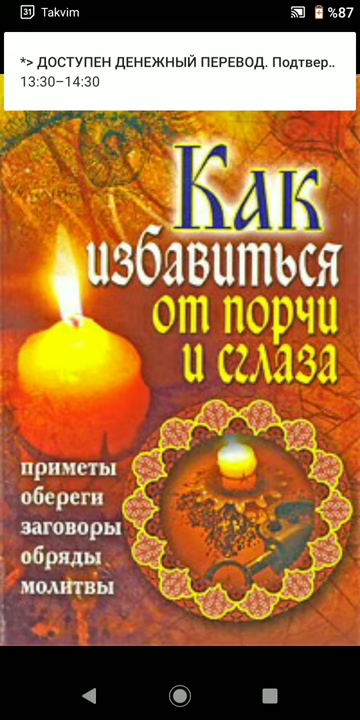 31 Takvim %87
*> ДОСТУПЕН ДЕНЕЖНЫЙ ПЕРЕВОД. Подтвер..
13:30–14:30
Как
избавиться
от порчи
и сглаза
приметы
обереги
заговоры
обряды
молитвы